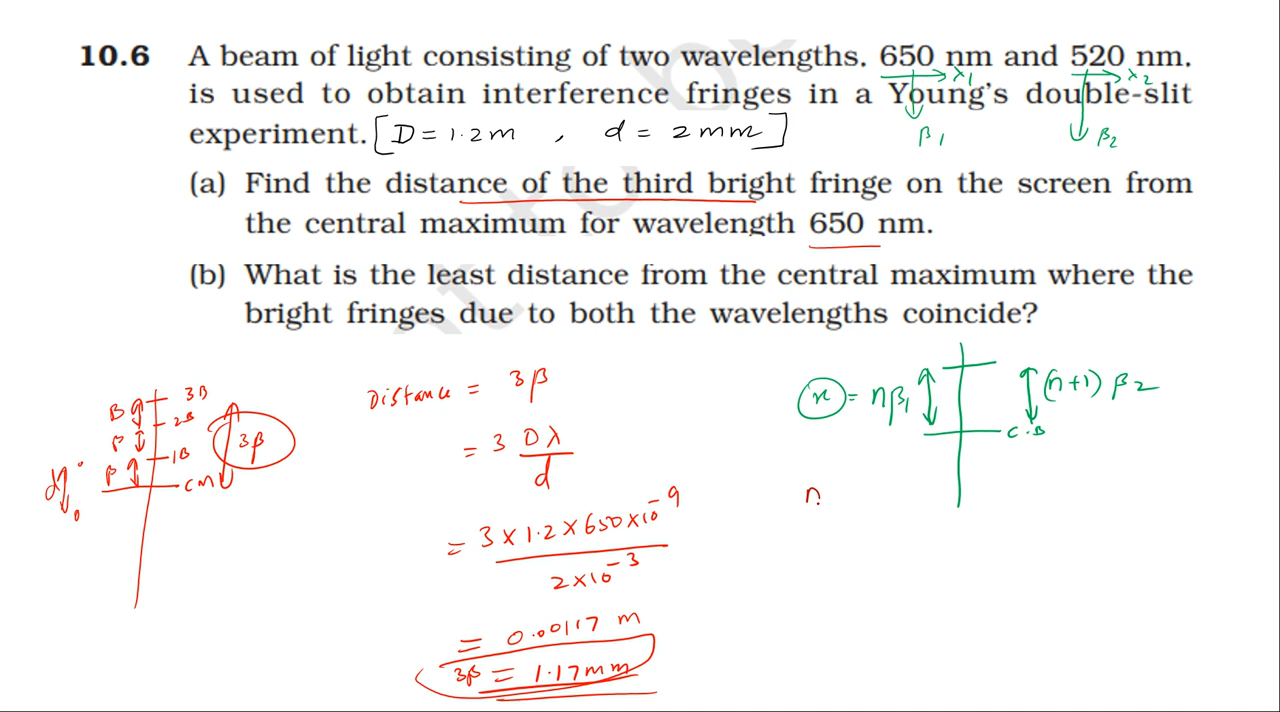 10.6 A beam of light consisting of two wavelengths, 650 nm and 520 nm,
λ1 λ2
is used to obtain interference fringes in a Young's double-slit
experiment. [D = 1.2m , d = 2mm]
β1 β2
(a) Find the distance of the third bright fringe on the screen from
the central maximum for wavelength 650 nm.
(b) What is the least distance from the central maximum where the
bright fringes due to both the wavelengths coincide?
β 3B
β 2B
β 1B
3β
CM
Distance = 3β
= 3 Dλ/d
= 3 × 1.2 × 650 × 10⁻⁹
2 × 10⁻³
= 0.00117 m
3β = 1.17mm
x = nβ1 (n+1) β2
C.B
n